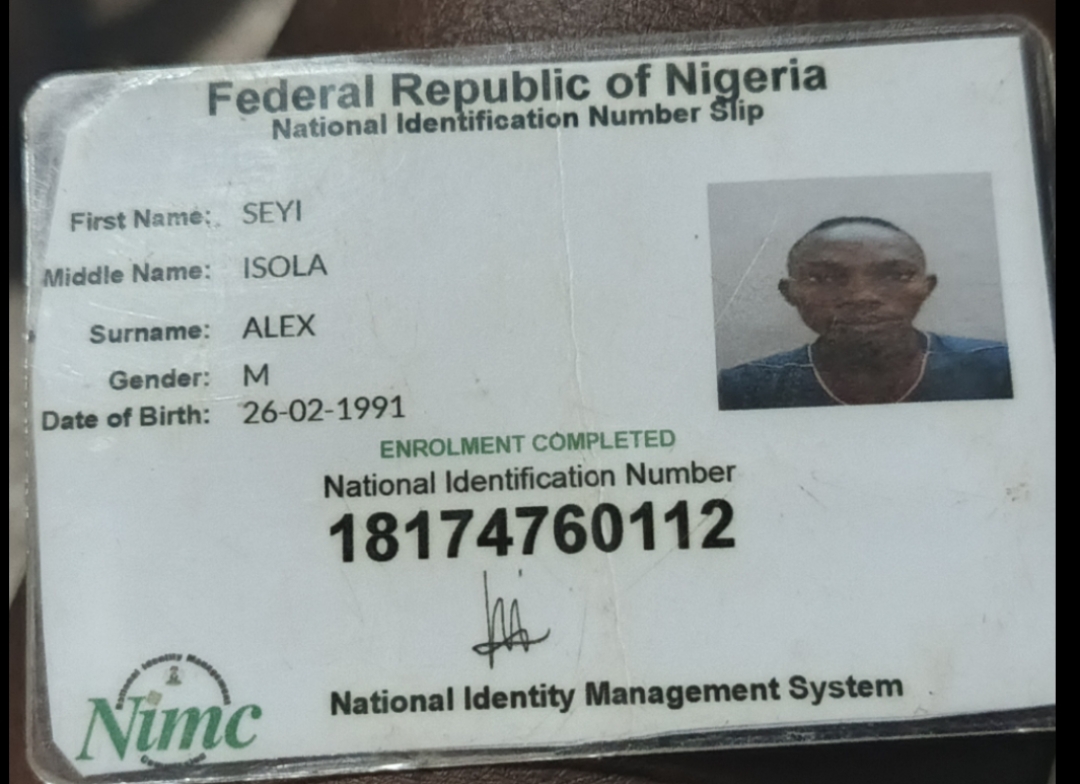 Federal Republic of Nigeria
National Identification Number Slip
First Name: SEYI
Middle Name: ISOLA
Surname: ALEX
Gender: M
Date of Birth: 26-02-1991
ENROLMENT COMPLETED
National Identification Number
18174760112
National Identity Management System
National Identity Management
Nimc